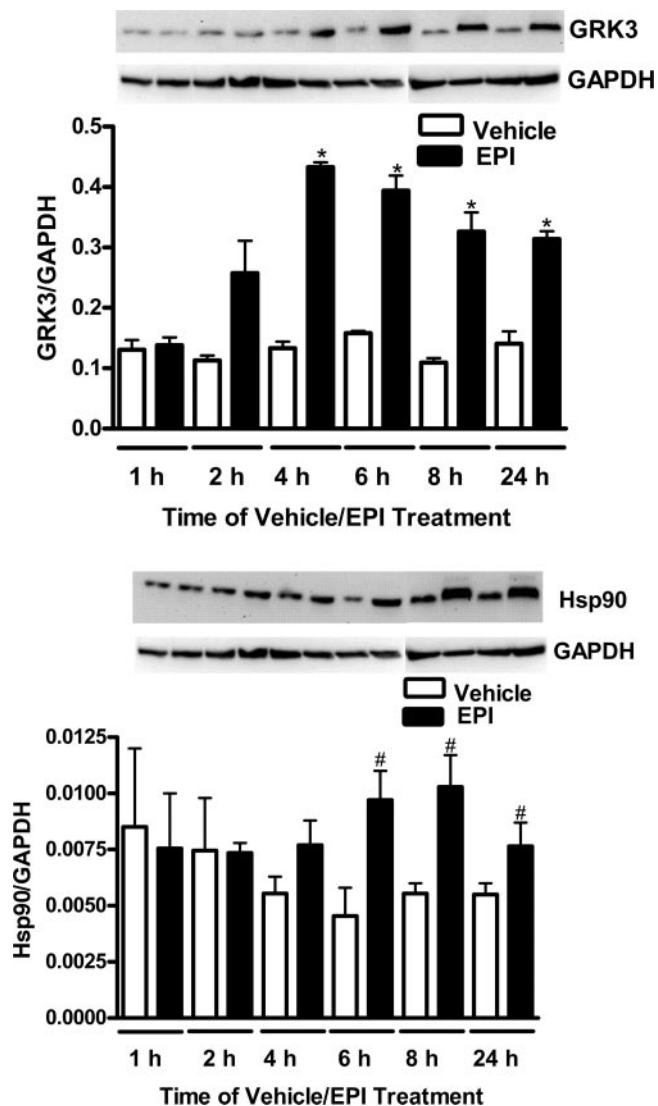 GRK3
GAPDH
Vehicle
EPI
0.5
0.4
0.3
0.2
0.1
0.0
GRK3/GAPDH
* * * *
1 h 2 h 4 h 6 h 8 h 24 h
Time of Vehicle/EPI Treatment
Hsp90
GAPDH
Vehicle
EPI
0.0125
0.0100
0.0075
0.0050
0.0025
0.0000
Hsp90/GAPDH
# # #
1 h 2 h 4 h 6 h 8 h 24 h
Time of Vehicle/EPI Treatment